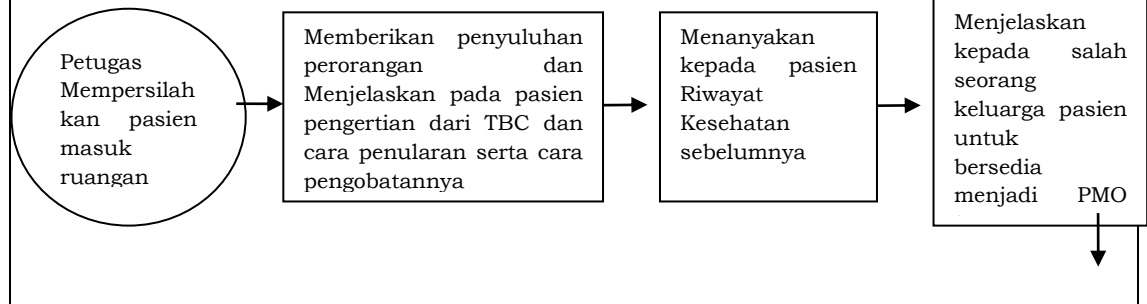 Petugas
Mempersilah
kan pasien
masuk
ruangan
Memberikan penyuluhan
perorangan dan
Menjelaskan pada pasien
pengertian dari TBC dan
cara penularan serta cara
pengobatannya
Menanyakan
kepada pasien
Riwayat
Kesehatan
sebelumnya
Menjelaskan
kepada salah
seorang
keluarga pasien
untuk
bersedia
menjadi PMO